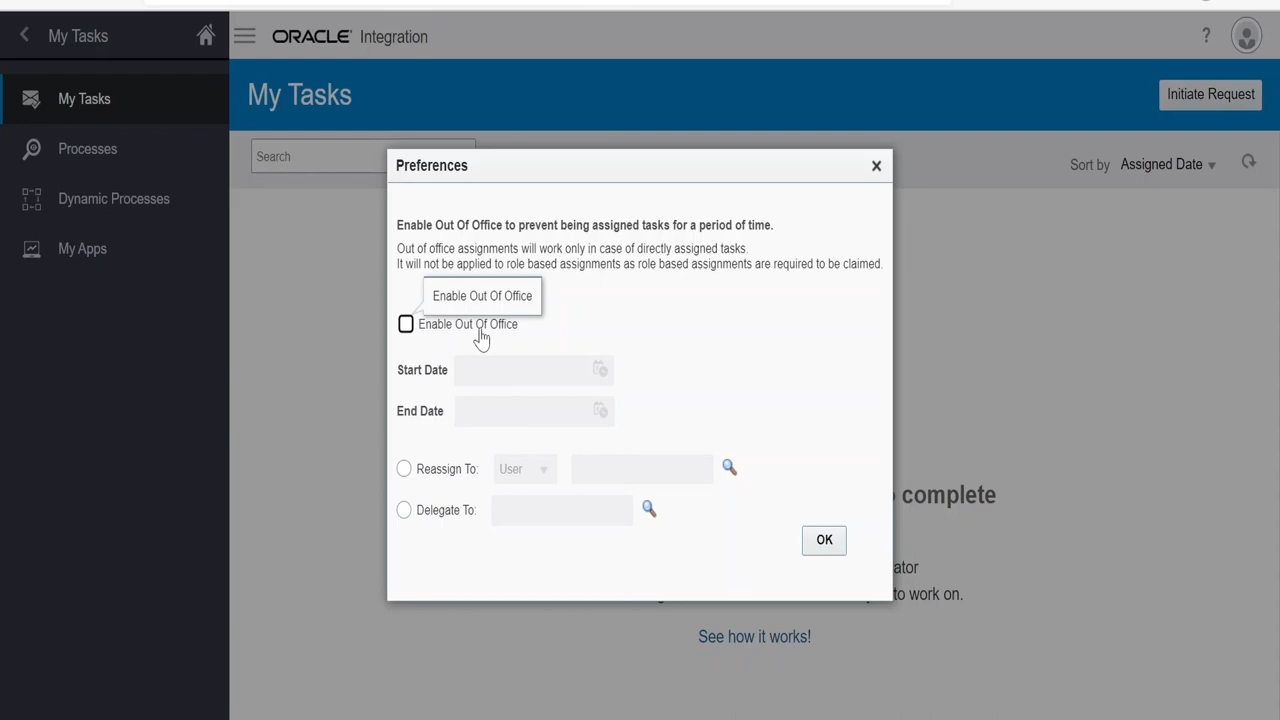 My Tasks
ORACLE Integration
?
My Tasks
Processes
Dynamic Processes
My Apps
My Tasks
Initiate Request
Search
Sort by Assigned Date
Preferences
Enable Out Of Office to prevent being assigned tasks for a period of time.
Out of office assignments will work only in case of directly assigned tasks.
It will not be applied to role based assignments as role based assignments are required to be claimed.
Enable Out Of Office
Enable Out Of Office
Start Date
End Date
Reassign To: User
Delegate To:
OK
complete
to work on.
See how it works!